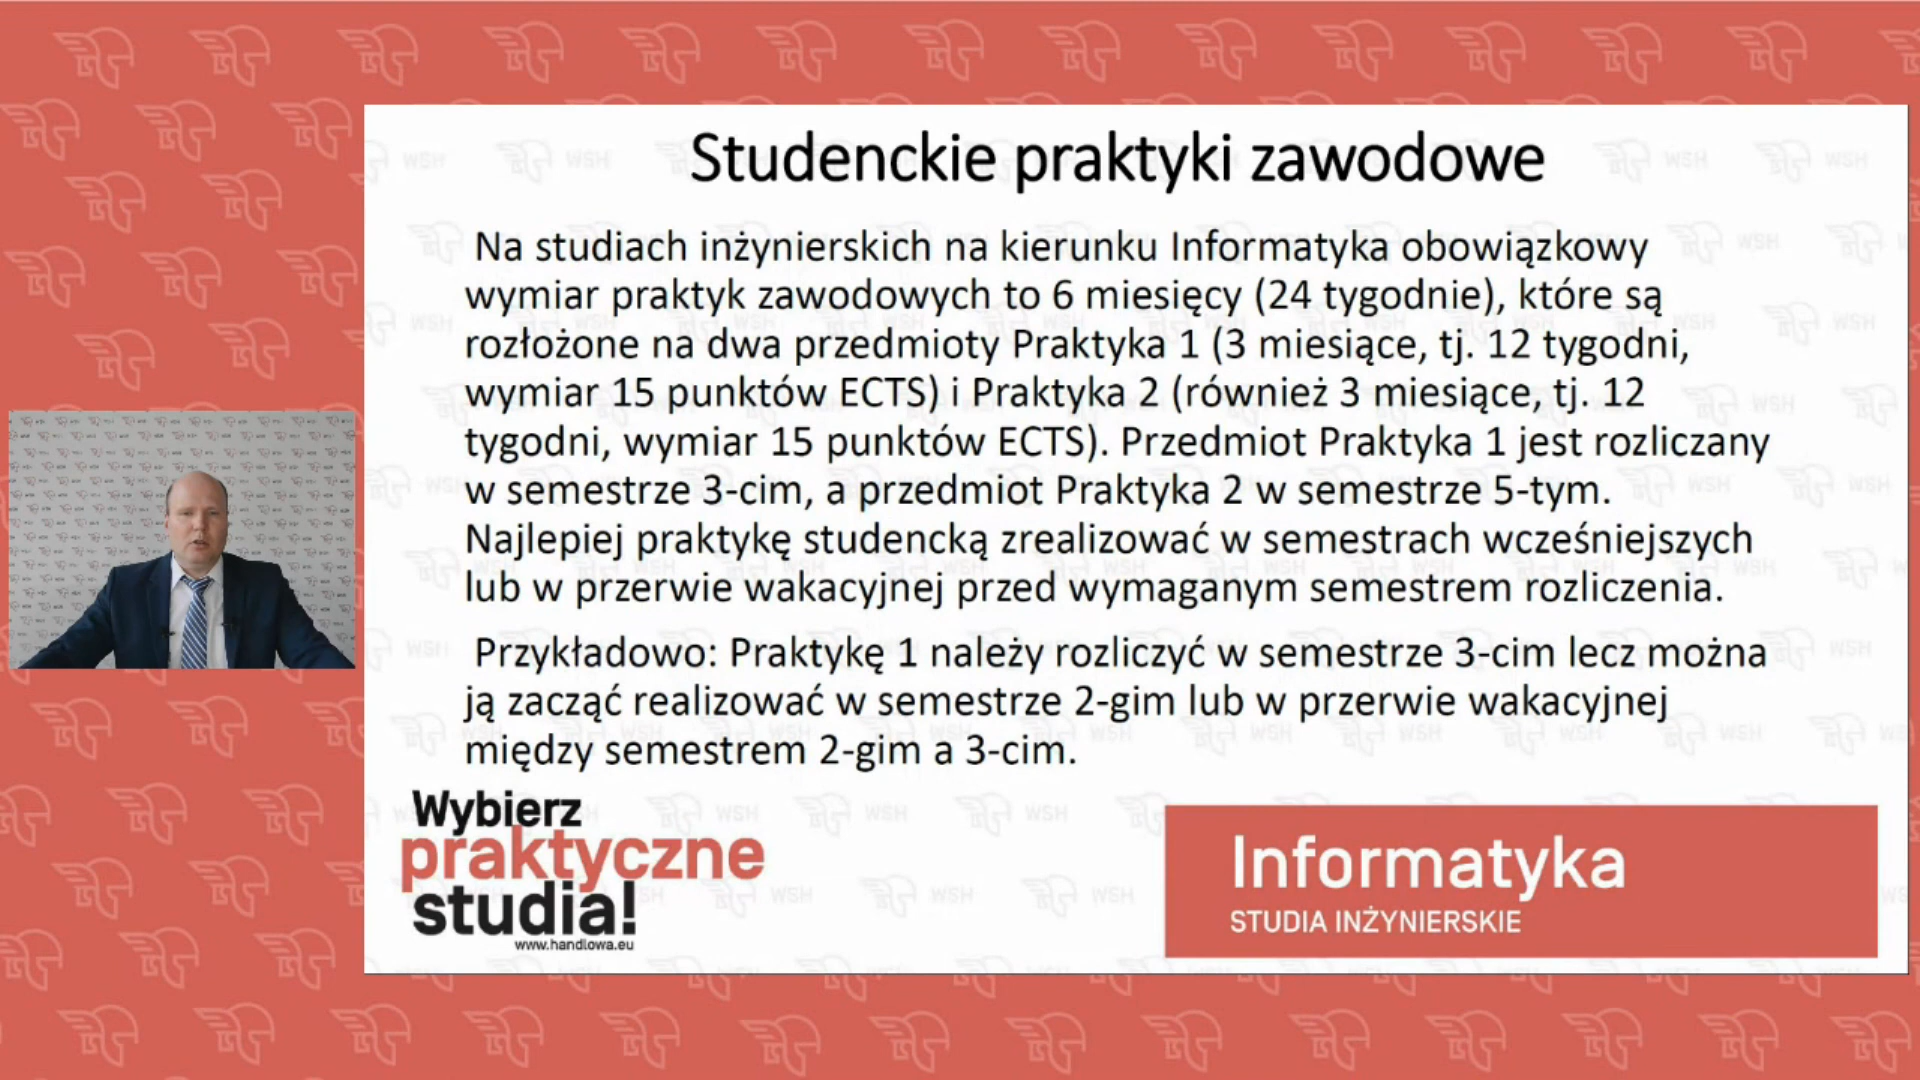 Studenckie praktyki zawodowe
Na studiach inżynierskich na kierunku Informatyka obowiązkowy
wymiar praktyk zawodowych to 6 miesięcy (24 tygodnie), które są
rozłożone na dwa przedmioty Praktyka 1 (3 miesiące, tj. 12 tygodni,
wymiar 15 punktów ECTS) i Praktyka 2 (również 3 miesiące, tj. 12
tygodni, wymiar 15 punktów ECTS). Przedmiot Praktyka 1 jest rozliczany
w semestrze 3-cim, a przedmiot Praktyka 2 w semestrze 5-tym.
Najlepiej praktykę studencką zrealizować w semestrach wcześniejszych
lub w przerwie wakacyjnej przed wymaganym semestrem rozliczenia.
Przykładowo: Praktykę 1 należy rozliczyć w semestrze 3-cim lecz można
ją zacząć realizować w semestrze 2-gim lub w przerwie wakacyjnej
między semestrem 2-gim a 3-cim.
Wybierz
praktyczne
studia!
www.handlowa.eu
Informatyka
STUDIA INŻYNIERSKIE